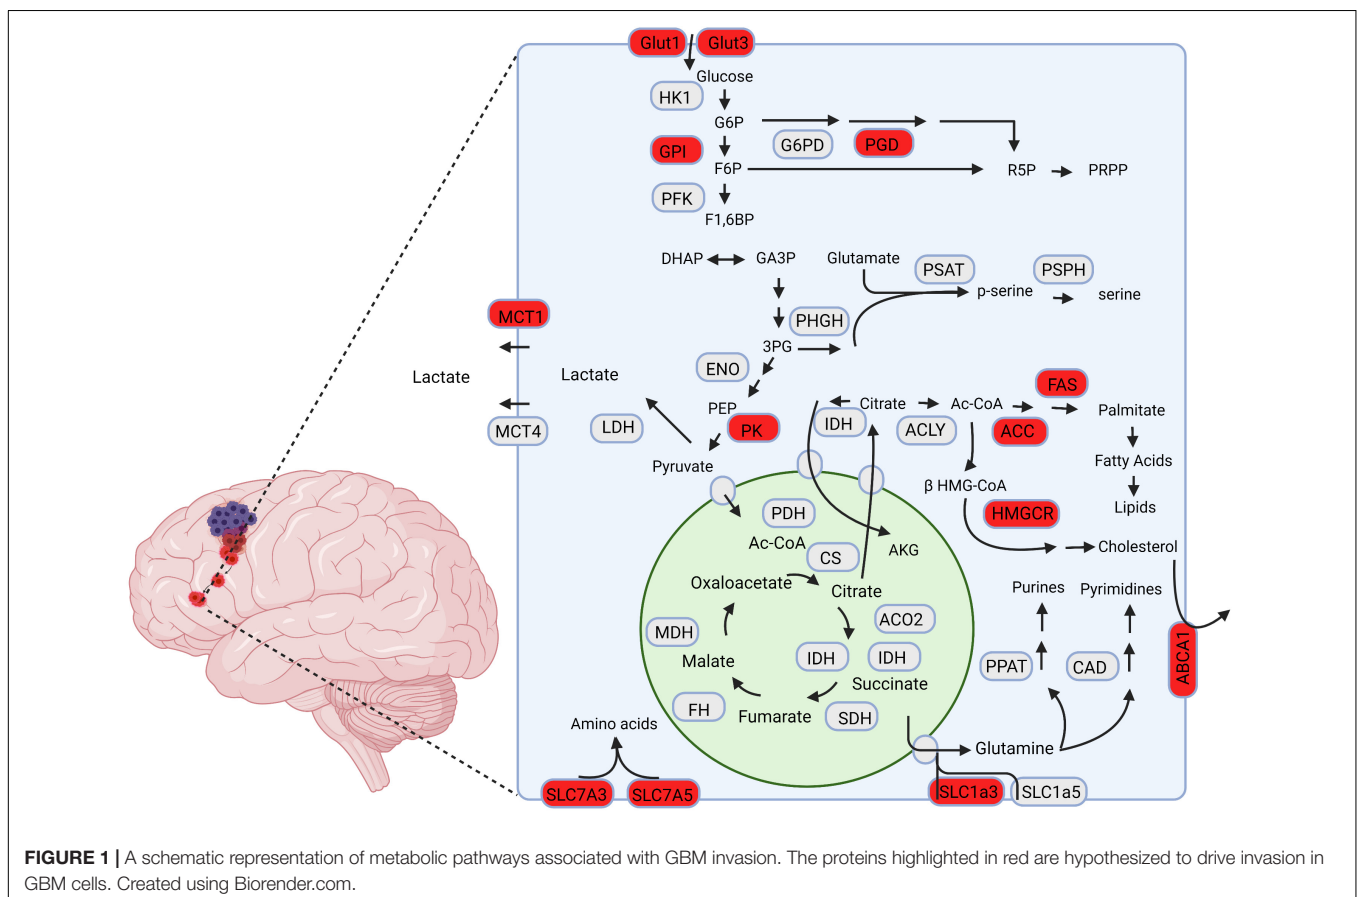 Glut1 Glut3
Glucose
HK1
G6P
G6PD PGD
GPI
F6P R5P PRPP
PFK
F1,6BP
DHAP GA3P Glutamate PSAT PSPH
p-serine serine
MCT1 PHGH
3PG
ENO
Lactate Lactate
FAS
PEP IDH Citrate Ac-CoA Palmitate
MCT4 LDH PK ACLY ACC
Pyruvate Fatty Acids
β HMG-CoA
Lipids
PDH HMGCR
Ac-CoA CS AKG Cholesterol
Oxaloacetate Citrate Purines Pyrimidines
ACO2
MDH
Malate IDH IDH PPAT CAD ABCA1
Succinate
FH Fumarate SDH
Amino acids
Glutamine
SLC7A3 SLC7A5 SLC1a3 SLC1a5
FIGURE 1 | A schematic representation of metabolic pathways associated with GBM invasion. The proteins highlighted in red are hypothesized to drive invasion in
GBM cells. Created using Biorender.com.